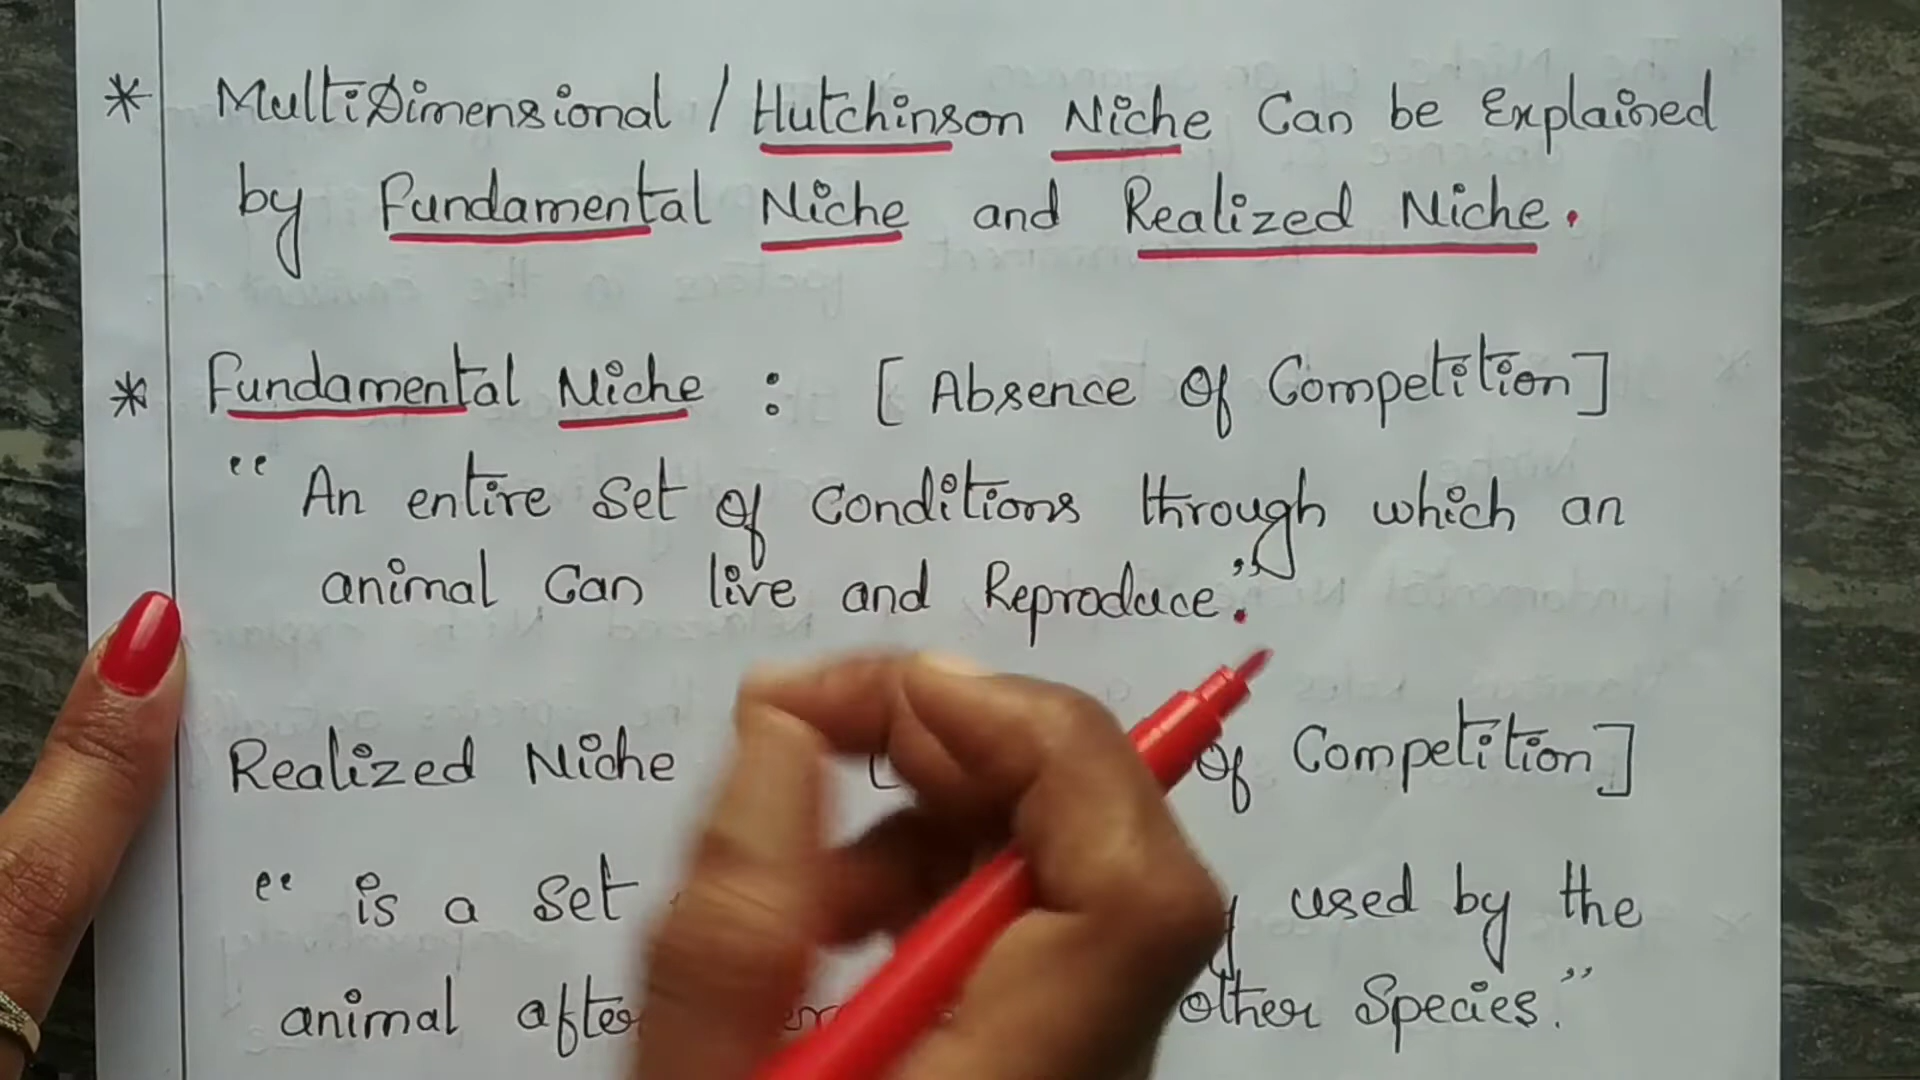 * MultiDimensional / Hutchinson Niche Can be Explained
by Fundamental Niche and Realized Niche.
* Fundamental Niche : [ Absence Of Competition ]
" An entire Set of Conditions through which an
animal Can live and Reproduce".
Realized Niche [ Of Competition ]
" is a Set used by the
animal after other Species."